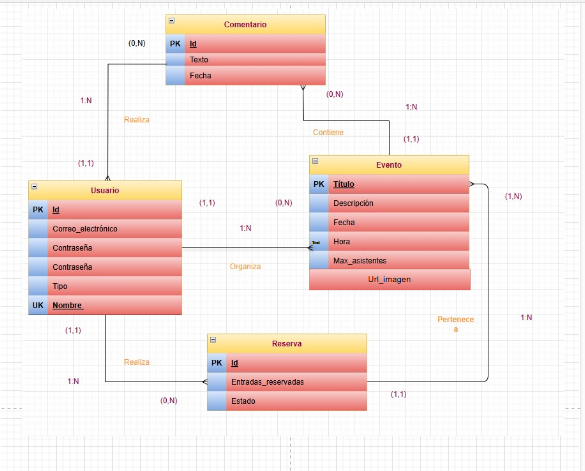 Comentario
PK Id
Texto
Fecha
(0,N)
1:N
Realiza
(1,1)
(0,N)
1:N
Contiene
(1,1)
Evento
PK Título
Descripción
Fecha
Hora
Max_asistentes
Url_imagen
Text
Usuario
PK Id
Correo_electrónico
Contraseña
Contraseña
Tipo
UK Nombre
(1,1)
(0,N)
1:N
Organiza
(1,N)
1:N
Pertenece
a
(1,1)
Reserva
PK Id
Entradas_reservadas
Estado
(1,1)
Realiza
1:N
(0,N)